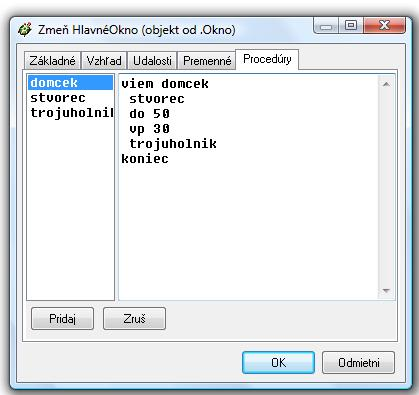 Zmeň HlavnéOkno (objekt od .Okno)
Základné Vzhľad Udalosti Premenné Procedúry
domcek
stvorec
trojuholni
viem domcek
stvorec
do 50
vp 30
trojuholnik
koniec
Pridaj Zruš
OK Odmietni